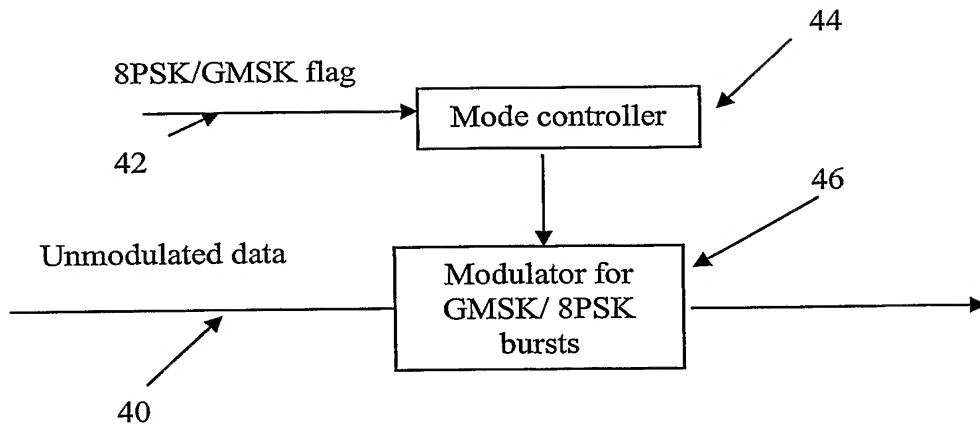 44
8PSK/GMSK flag
Mode controller
42
46
Unmodulated data
Modulator for
GMSK/ 8PSK
bursts
40